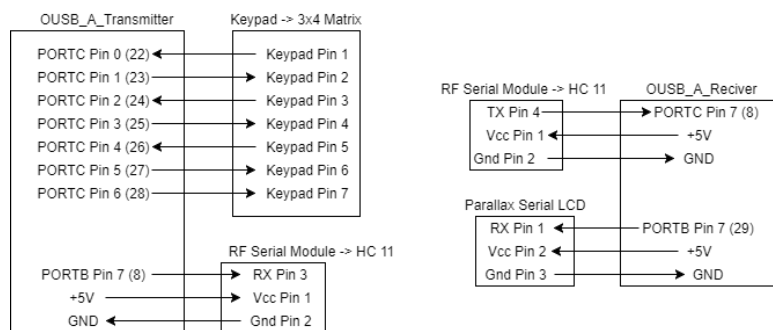 OUSB_A_Transmitter
PORTC Pin 0 (22)
PORTC Pin 1 (23)
PORTC Pin 2 (24)
PORTC Pin 3 (25)
PORTC Pin 4 (26)
PORTC Pin 5 (27)
PORTC Pin 6 (28)
PORTB Pin 7 (8)
+5V
GND
Keypad -> 3x4 Matrix
Keypad Pin 1
Keypad Pin 2
Keypad Pin 3
Keypad Pin 4
Keypad Pin 5
Keypad Pin 6
Keypad Pin 7
RF Serial Module -> HC 11
RX Pin 3
Vcc Pin 1
Gnd Pin 2
RF Serial Module -> HC 11
TX Pin 4
Vcc Pin 1
Gnd Pin 2
Parallax Serial LCD
RX Pin 1
Vcc Pin 2
Gnd Pin 3
OUSB_A_Reciver
PORTC Pin 7 (8)
+5V
GND
PORTB Pin 7 (29)
+5V
GND